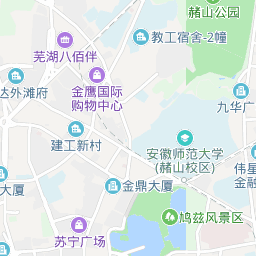 赭山公园
教工宿舍-2幢
芜湖八佰伴
达外滩府
金鹰国际
购物中心
九华广
建工新村
安徽师范大学
(赭山校区)
伟星
金融
大厦
金鼎大厦
鸠兹风景区
苏宁广场